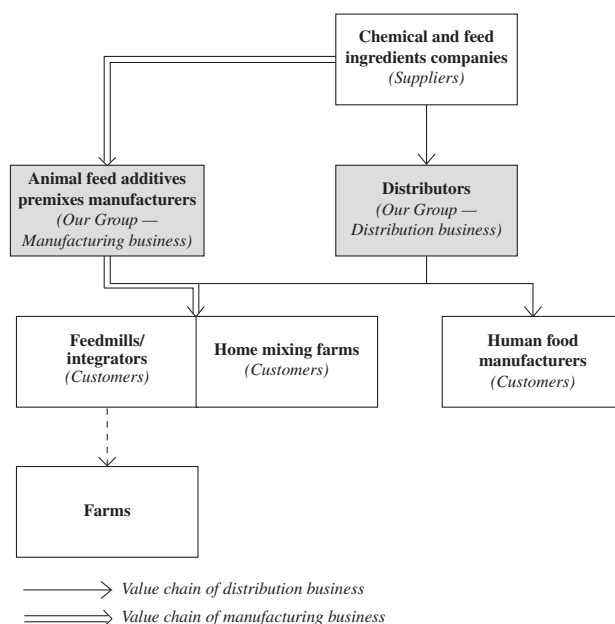 Chemical and feed
ingredients companies
(Suppliers)
Animal feed additives
premixes manufacturers
(Our Group —
Manufacturing business)
Distributors
(Our Group —
Distribution business)
Feedmills/
integrators
(Customers)
Home mixing farms
(Customers)
Human food
manufacturers
(Customers)
Farms
Value chain of distribution business
Value chain of manufacturing business